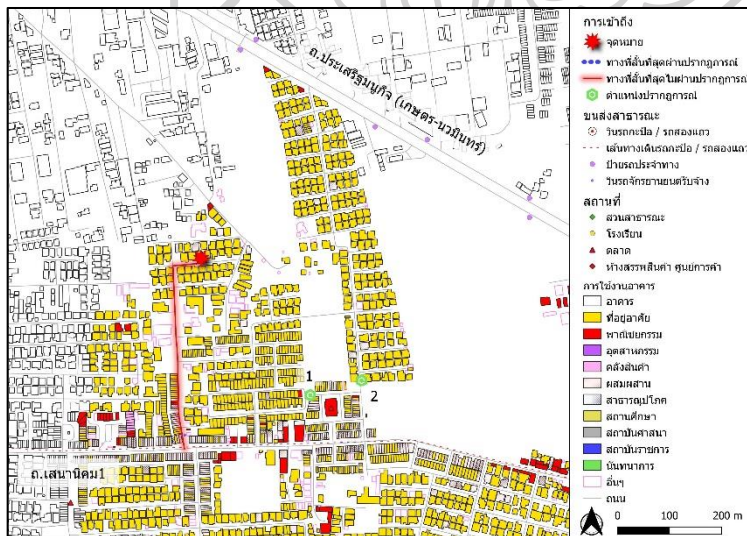 ถ.ประเสริฐมนูกิจ (เกษตร-นวมินทร์)
1
2
ถ.เสนานิคม1
การเข้าถึง
จุดหมาย
ทางที่สั้นที่สุดผ่านปรากฏการณ์
ทางที่สั้นที่สุดไม่ผ่านปรากฏการณ์
ตำแหน่งปรากฏการณ์
ขนส่งสาธารณะ
วินรถกะป๊อ / รถสองแถว
เส้นทางเดินรถกะป๊อ / รถสองแถว
ป้ายรถประจำทาง
วินรถจักรยานยนต์รับจ้าง
สถานที่
สวนสาธารณะ
โรงเรียน
ตลาด
ห้างสรรพสินค้า ศูนย์การค้า
การใช้งานอาคาร
อาคาร
ที่อยู่อาศัย
พาณิชยกรรม
อุตสาหกรรม
คลังสินค้า
ผสมผสาน
สาธารณูปโภค
สถานศึกษา
สถาบันศาสนา
สถาบันราชการ
นันทนาการ
อื่นๆ
ถนน
0 100 200 m